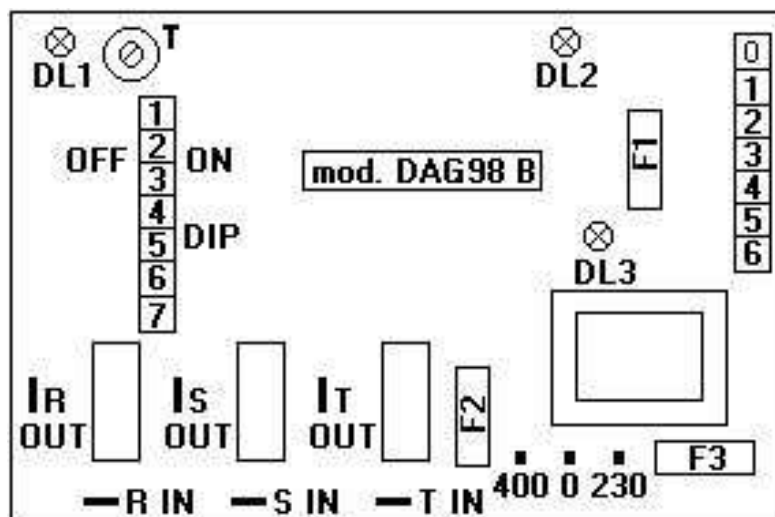 T
DL1
DL2
0
1
2
3
4
5
6
OFF
ON
1
2
3
4
5
6
7
DIP
mod. DAG98 B
F1
DL3
IR
OUT
IS
OUT
IT
OUT
F2
400 0 230
F3
R IN
S IN
T IN